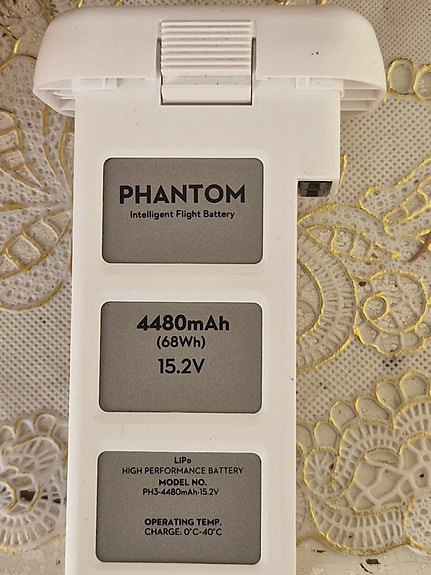 PHANTOM
Intelligent Flight Battery
4480mAh
(68Wh)
15.2V
LiPo
HIGH PERFORMANCE BATTERY
MODEL NO.
PH3-4480mAh-15.2V
OPERATING TEMP.
CHARGE: 0°C-40°C